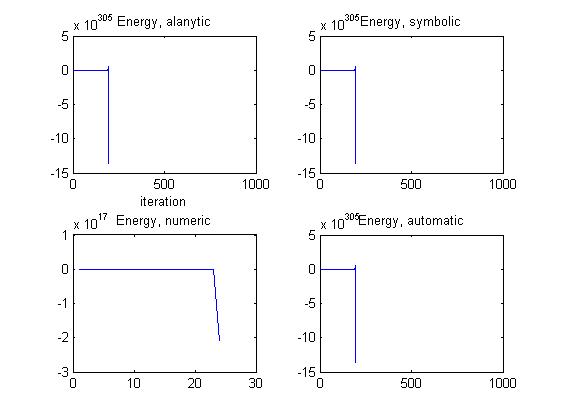 x 10^305 Energy, alanytic
5
0
-5
-10
-15
0 500 1000
iteration
x 10^305 Energy, symbolic
5
0
-5
-10
-15
0 500 1000
x 10^17 Energy, numeric
1
0
-1
-2
-3
0 10 20 30
x 10^305 Energy, automatic
5
0
-5
-10
-15
0 500 1000